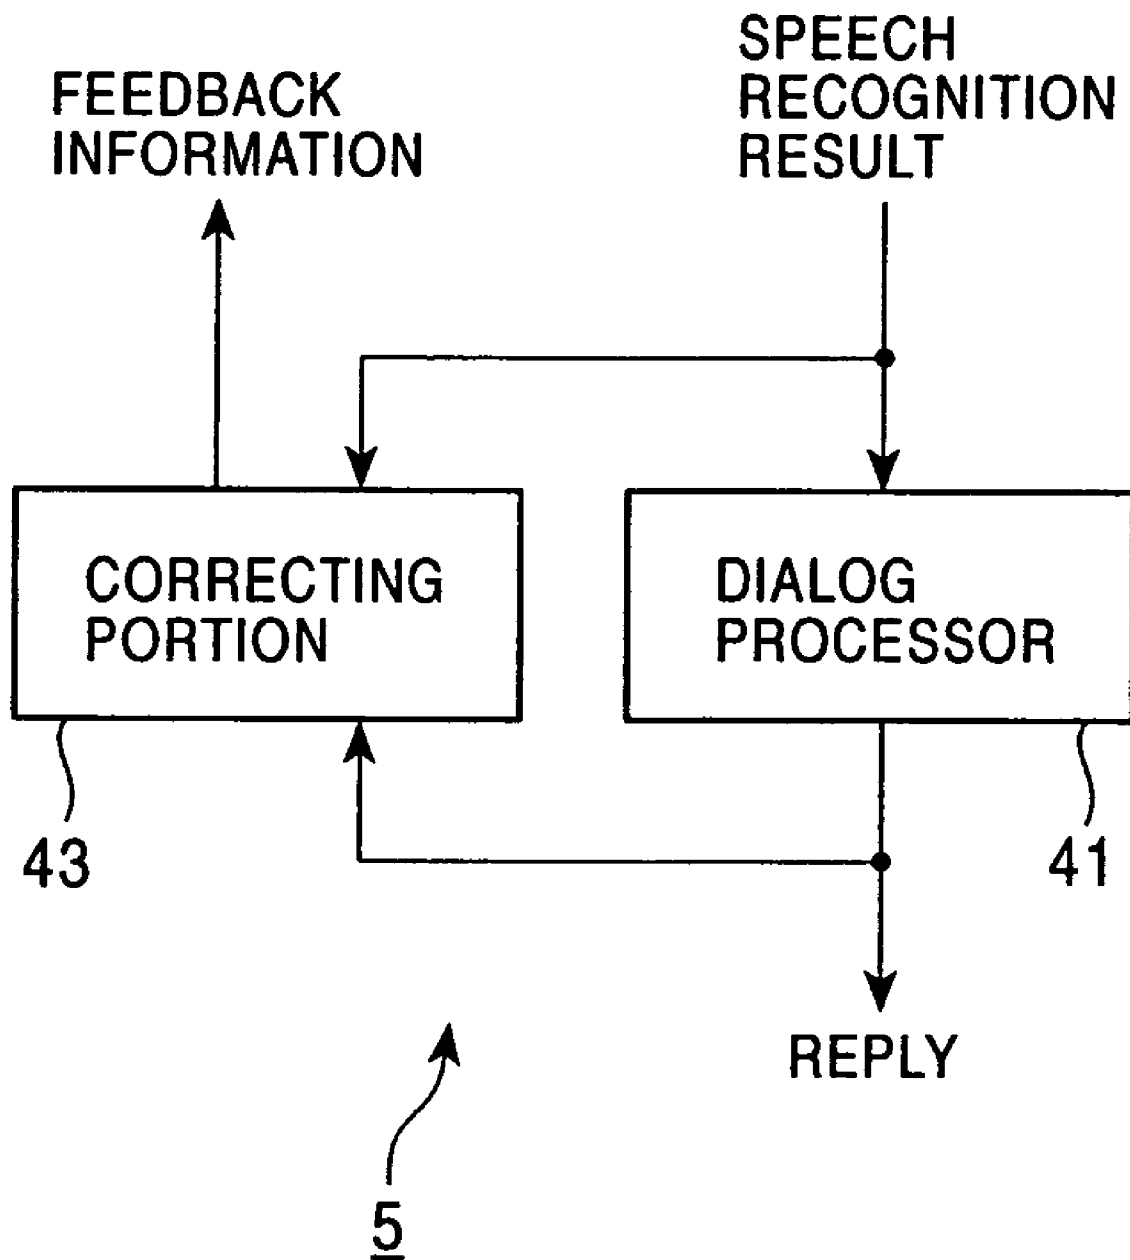 SPEECH
RECOGNITION
RESULT
FEEDBACK
INFORMATION
CORRECTING
PORTION
DIALOG
PROCESSOR
43
41
REPLY
5